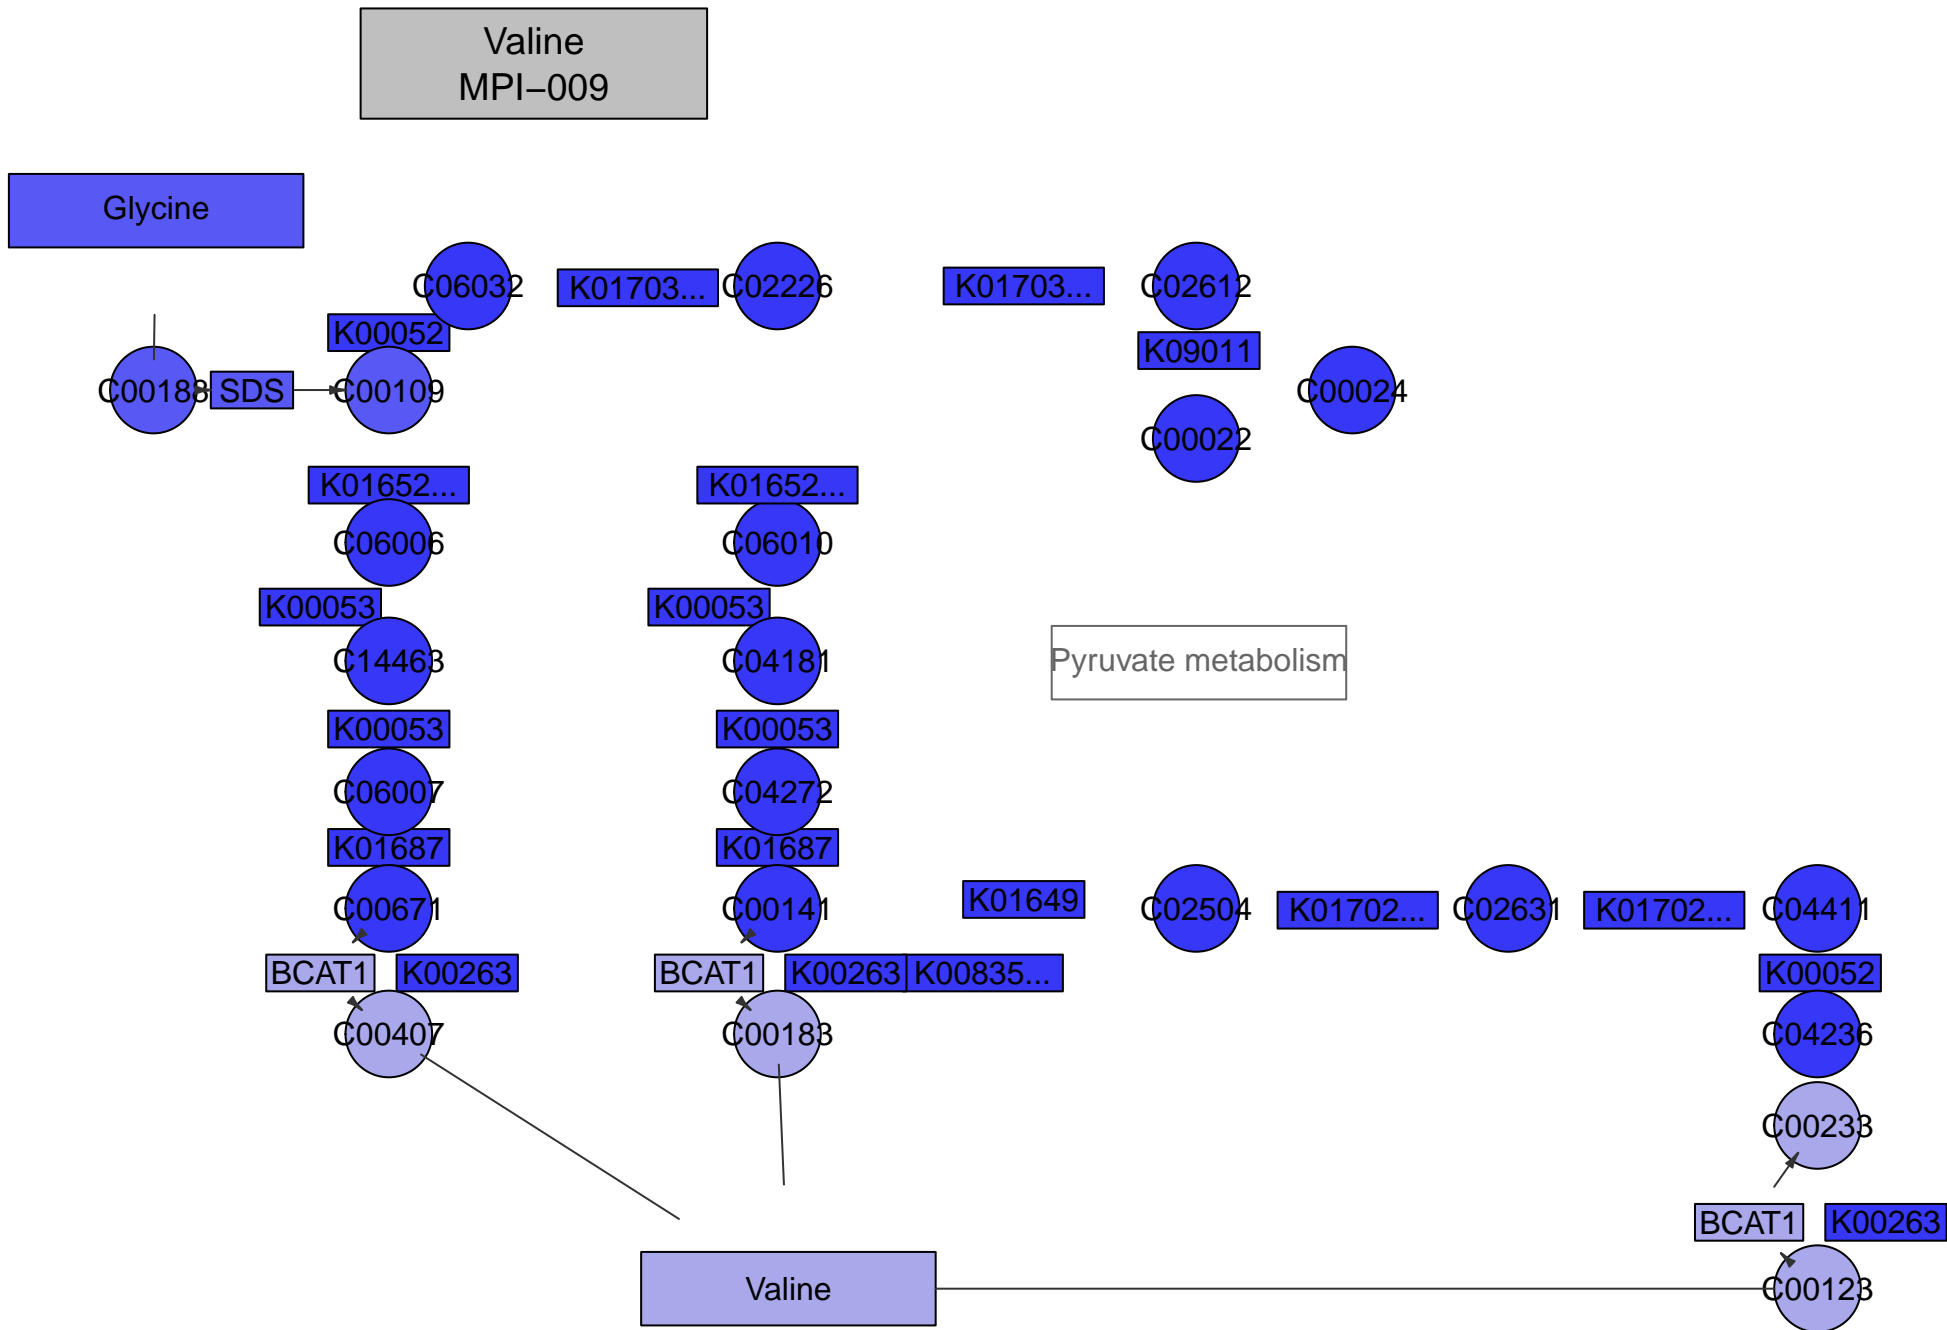 Valine
MPI–009
Glycine
C06032
K01703...
C02226
K01703...
C02612
K00052
K09011
C00188
SDS
C00109
C00024
C00022
K01652...
K01652...
C06006
C06010
K00053
K00053
C14463
C04181
Pyruvate metabolism
K00053
K00053
C06007
C04272
K01687
K01687
C00671
C00141
K01649
C02504
K01702...
C02631
K01702...
C04411
BCAT1
K00263
BCAT1
K00263
K00835...
K00052
C00407
C00183
C04236
C00233
BCAT1
K00263
Valine
C00123